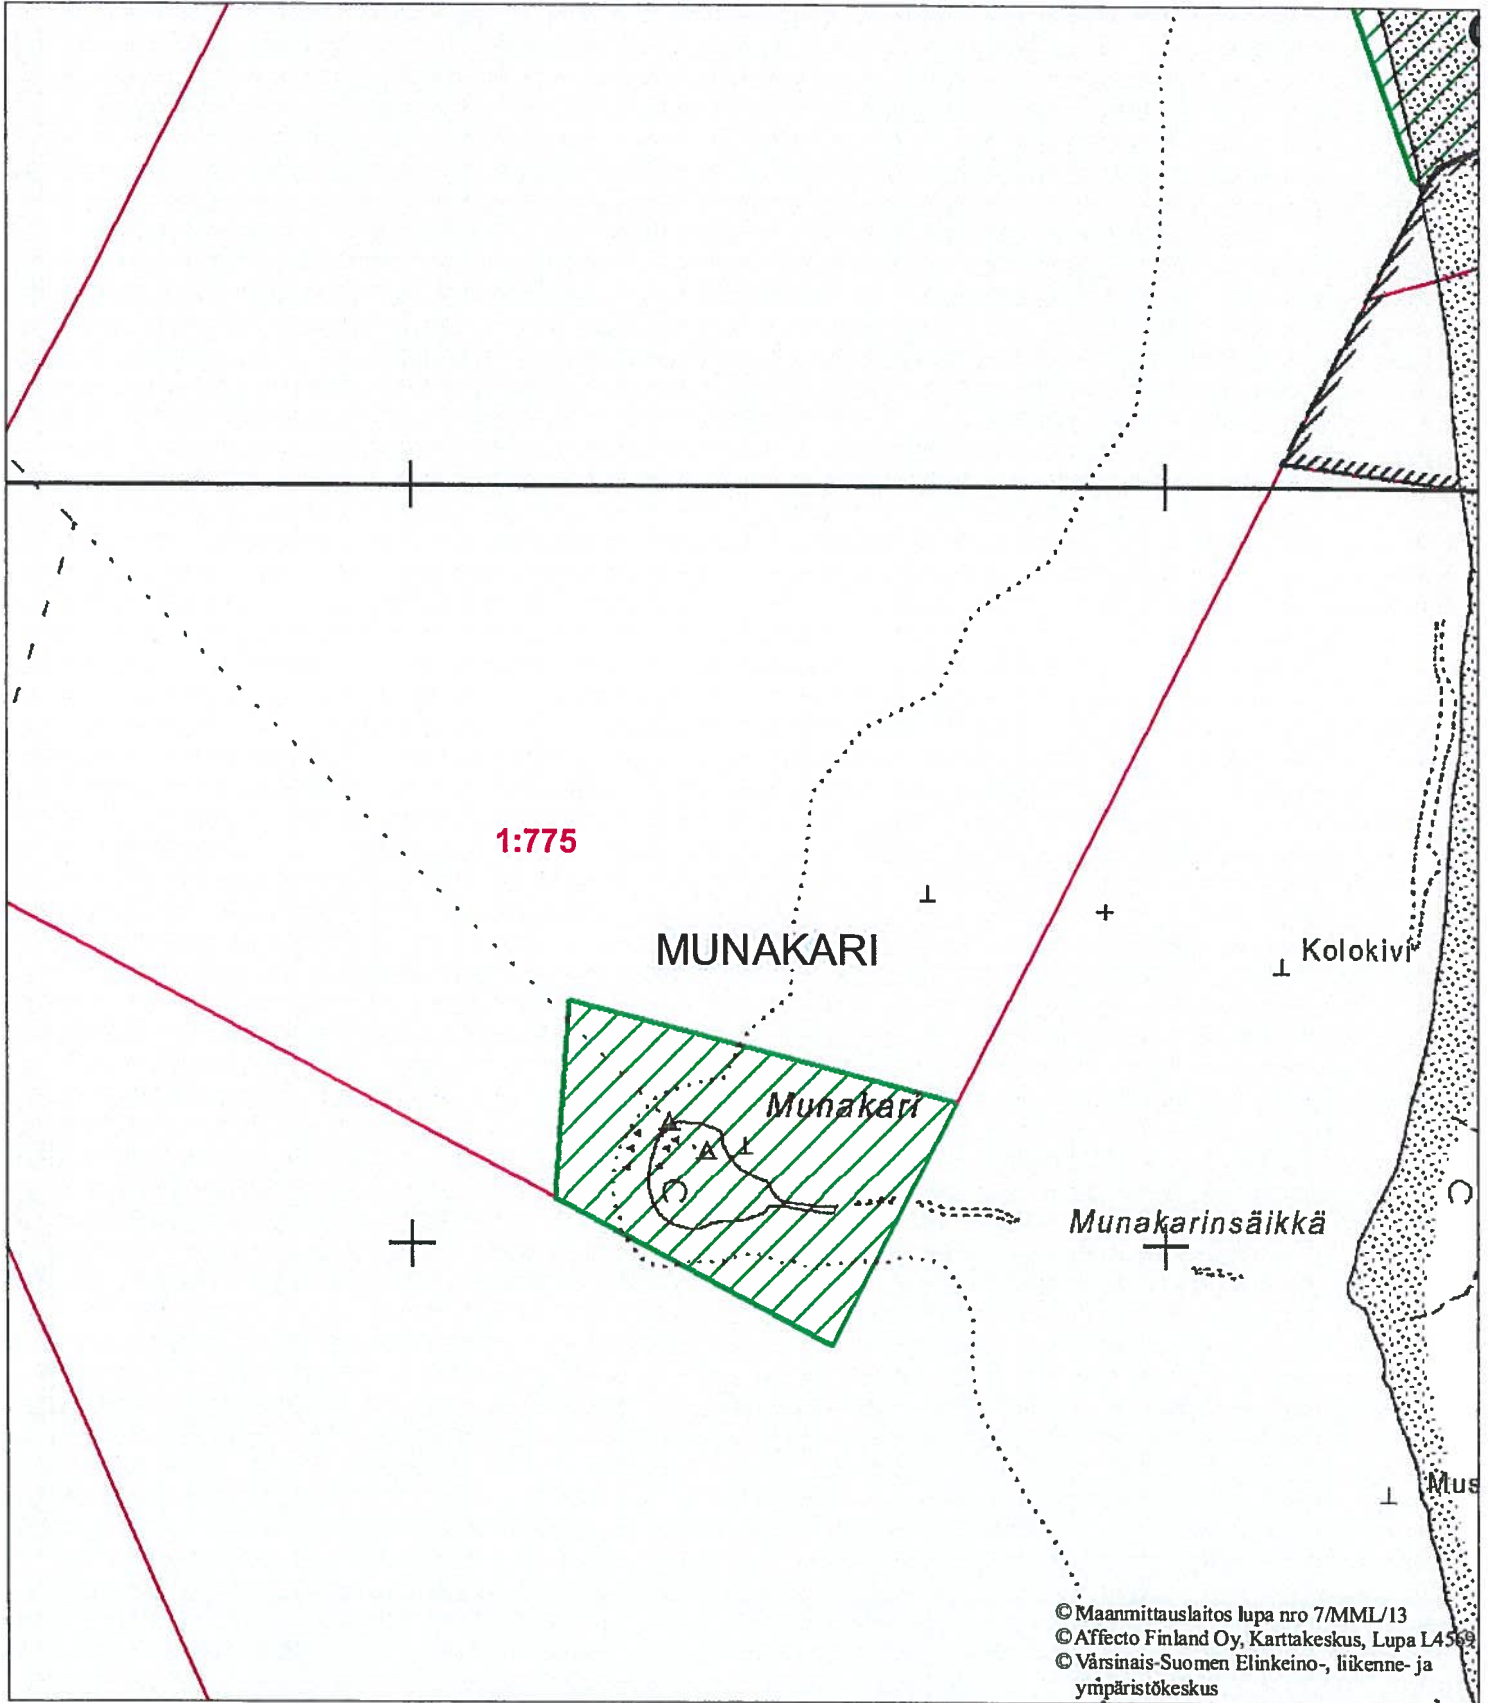 1:775
MUNAKARI
Kolokivi
Munakari
Munakarinsäikkä
Mus
© Maanmittauslaitos lupa nro 7/MML/13
© Affecto Finland Oy, Karttakeskus, Lupa L4569
© Varsinais-Suomen Elinkeino-, liikenne- ja
ympäristökeskus